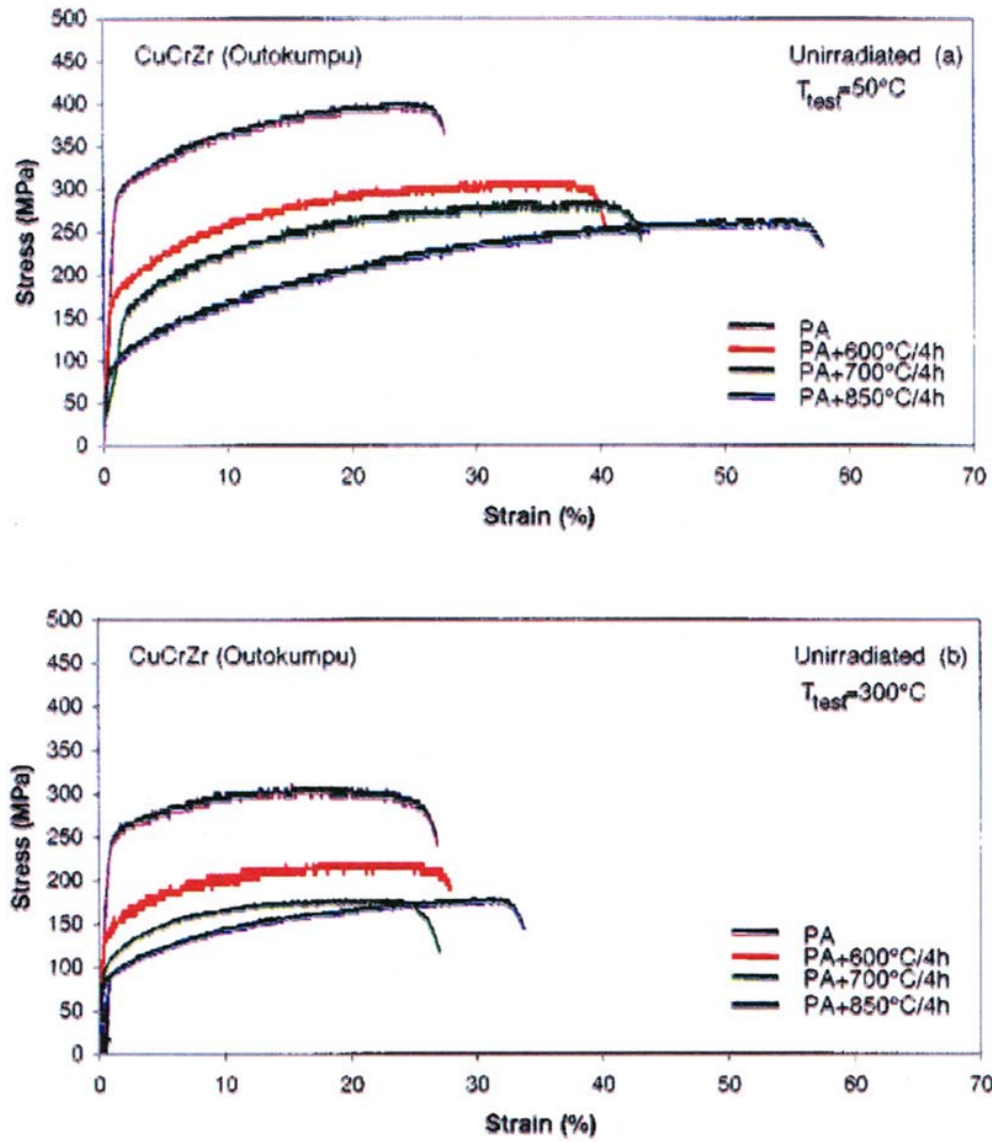 500
450
400
350
300
250
200
150
100
50
0
Stress (MPa)
CuCrZr (Outokumpu)
Unirradiated (a)
Ttest=50°C
PA
PA+600°C/4h
PA+700°C/4h
PA+850°C/4h
0 10 20 30 40 50 60 70
Strain (%)
500
450
400
350
300
250
200
150
100
50
0
Stress (MPa)
CuCrZr (Outokumpu)
Unirradiated (b)
Ttest=300°C
PA
PA+600°C/4h
PA+700°C/4h
PA+850°C/4h
0 10 20 30 40 50 60 70
Strain (%)